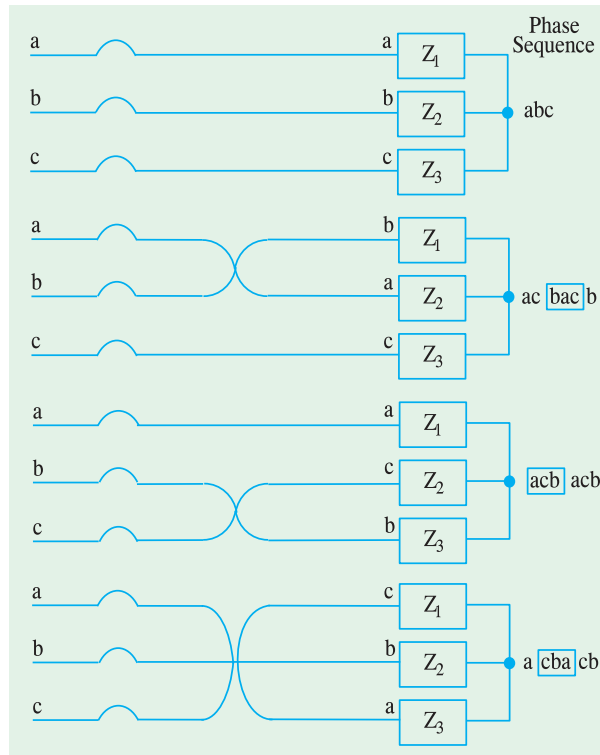 Phase
Sequence
a a Z1
b b Z2 abc
c c Z3
a b Z1
b a Z2 ac bac b
c c Z3
a a Z1
b c Z2 acb acb
c b Z3
a c Z1
b b Z2 a cba cb
c a Z3